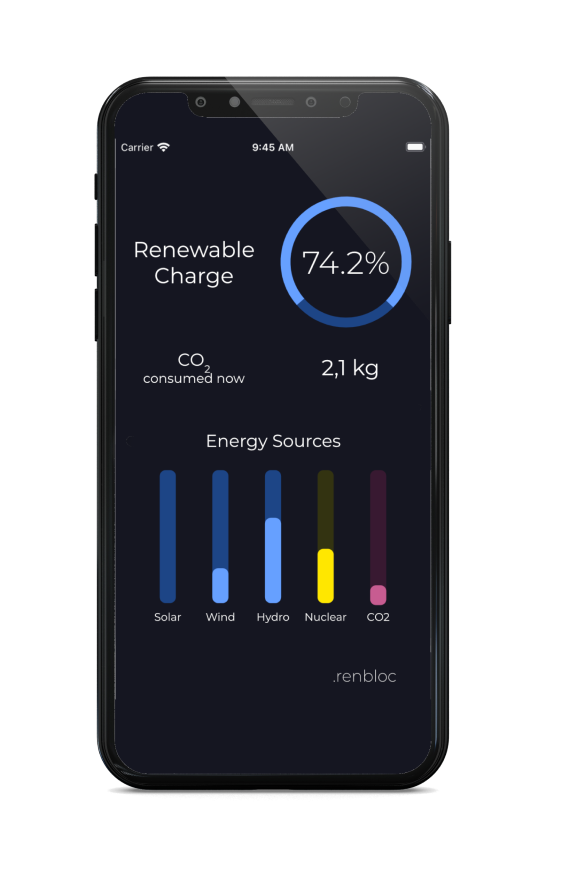 Carrier
9:45 AM
Renewable
Charge
74.2%
CO2
consumed now
2,1 kg
Energy Sources
Solar Wind Hydro Nuclear CO2
.renbloc